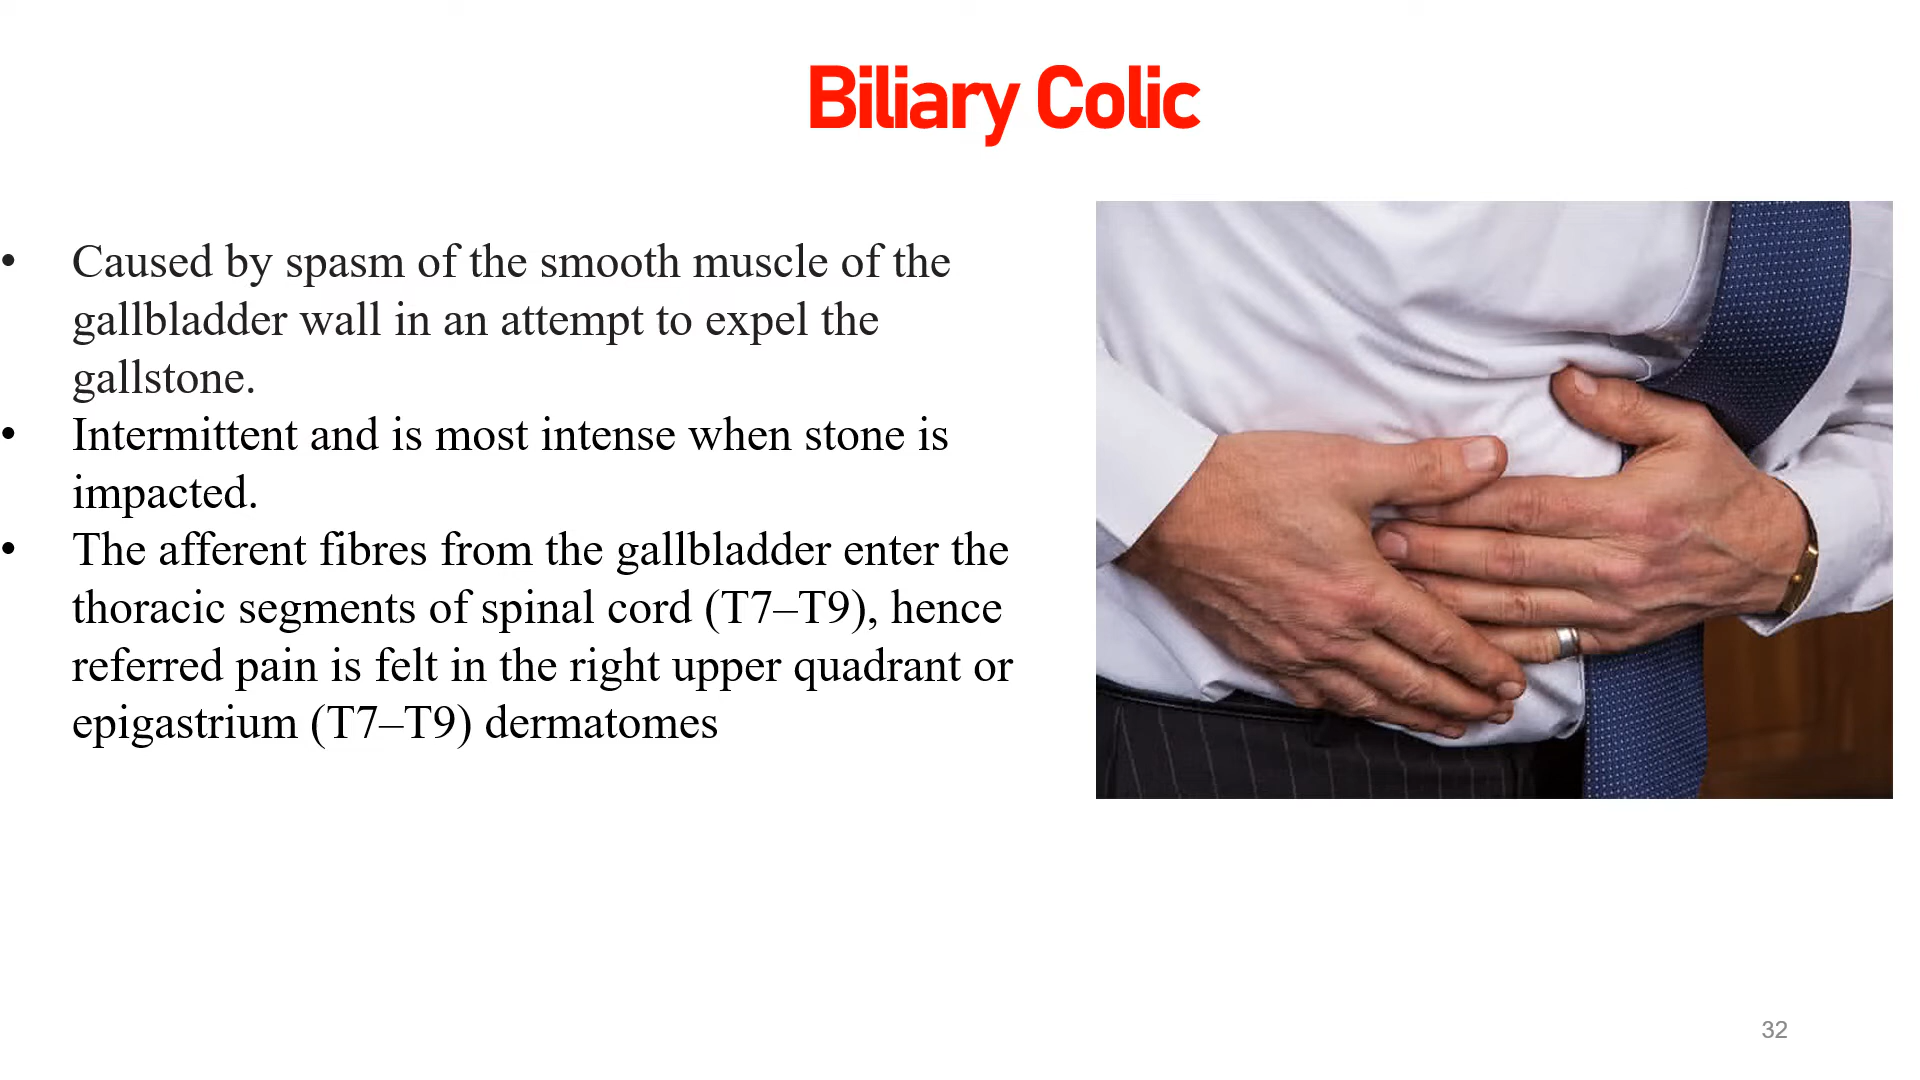 Biliary Colic
• Caused by spasm of the smooth muscle of the
gallbladder wall in an attempt to expel the
gallstone.
• Intermittent and is most intense when stone is
impacted.
• The afferent fibres from the gallbladder enter the
thoracic segments of spinal cord (T7–T9), hence
referred pain is felt in the right upper quadrant or
epigastrium (T7–T9) dermatomes
32